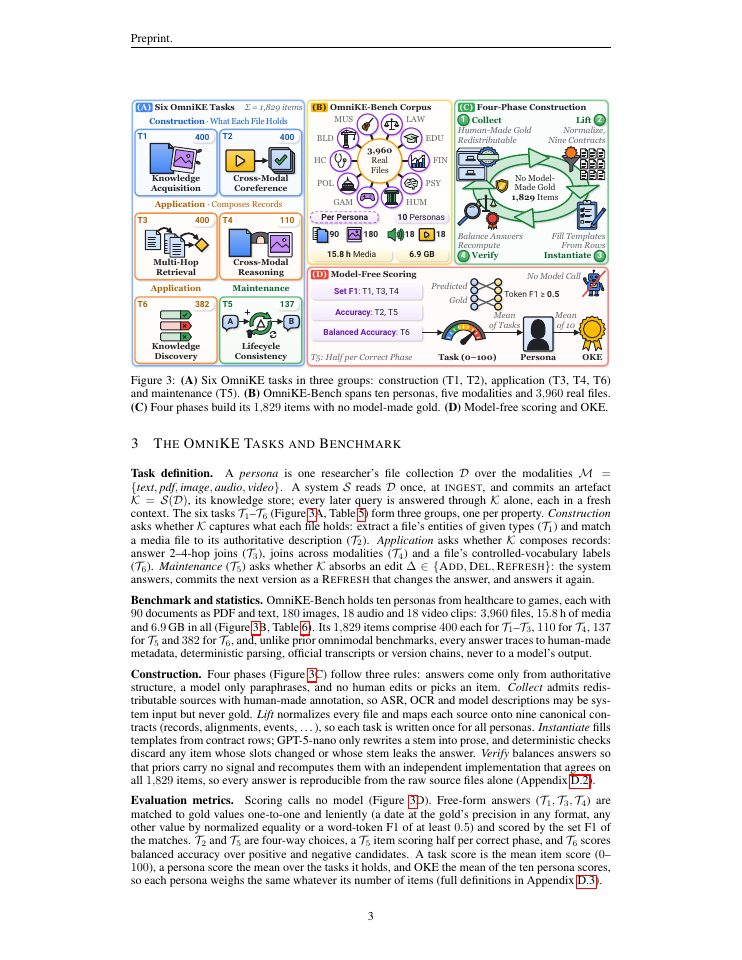 Preprint.
(A) Six OmniKE Tasks Σ = 1,829 items
Construction · What Each File Holds
T1 400
Knowledge
Acquisition
T2 400
Cross-Modal
Coreference
Application · Composes Records
T3 400
Multi-Hop
Retrieval
T4 110
Cross-Modal
Reasoning
Application
Maintenance
T6 382
Knowledge
Discovery
T5 137
A
B
Lifecycle
Consistency
(B) OmniKE-Bench Corpus
MUS
LAW
BLD
EDU
HC
FIN
POL
PSY
GAM
HUM
3,960
Real
Files
Per Persona
10 Personas
90
180
18
18
15.8 h Media
6.9 GB
(C) Four-Phase Construction
1 Collect
Human-Made Gold
Redistributable
Lift 2
Normalize,
Nine Contracts
No Model-
Made Gold
1,829 Items
Balance Answers
Recompute
4 Verify
Fill Templates
From Rows
Instantiate 3
(D) Model-Free Scoring
No Model Call
Set F1: T1, T3, T4
Accuracy: T2, T5
Balanced Accuracy: T6
T5: Half per Correct Phase
Predicted
Gold
Token F1 ≥ 0.5
Mean
of Tasks
Mean
of 10
Task (0–100)
Persona
OKE
Figure 3: (A) Six OmniKE tasks in three groups: construction (T1, T2), application (T3, T4, T6)
and maintenance (T5). (B) OmniKE-Bench spans ten personas, five modalities and 3,960 real files.
(C) Four phases build its 1,829 items with no model-made gold. (D) Model-free scoring and OKE.
3 THE OMNIKE TASKS AND BENCHMARK
Task definition. A persona is one researcher's file collection D over the modalities M =
{text, pdf, image, audio, video}. A system S reads D once, at INGEST, and commits an artefact
K = S(D), its knowledge store; every later query is answered through K alone, each in a fresh
context. The six tasks T1–T6 (Figure 3A, Table 5) form three groups, one per property. Construction
asks whether K captures what each file holds: extract a file's entities of given types (T1) and match
a media file to its authoritative description (T2). Application asks whether K composes records:
answer 2–4-hop joins (T3), joins across modalities (T4) and a file's controlled-vocabulary labels
(T6). Maintenance (T5) asks whether K absorbs an edit Δ ∈ {ADD, DEL, REFRESH}: the system
answers, commits the next version as a REFRESH that changes the answer, and answers it again.
Benchmark and statistics. OmniKE-Bench holds ten personas from healthcare to games, each with
90 documents as PDF and text, 180 images, 18 audio and 18 video clips: 3,960 files, 15.8 h of media
and 6.9 GB in all (Figure 3B, Table 6). Its 1,829 items comprise 400 each for T1–T3, 110 for T4, 137
for T5 and 382 for T6, and, unlike prior omnimodal benchmarks, every answer traces to human-made
metadata, deterministic parsing, official transcripts or version chains, never to a model's output.
Construction. Four phases (Figure 3C) follow three rules: answers come only from authoritative
structure, a model only paraphrases, and no human edits or picks an item. Collect admits redis-
tributable sources with human-made annotation, so ASR, OCR and model descriptions may be sys-
tem input but never gold. Lift normalizes every file and maps each source onto nine canonical con-
tracts (records, alignments, events, . . . ), so each task is written once for all personas. Instantiate fills
templates from contract rows; GPT-5-nano only rewrites a stem into prose, and deterministic checks
discard any item whose slots changed or whose stem leaks the answer. Verify balances answers so
that priors carry no signal and recomputes them with an independent implementation that agrees on
all 1,829 items, so every answer is reproducible from the raw source files alone (Appendix D.2).
Evaluation metrics. Scoring calls no model (Figure 3D). Free-form answers (T1, T3, T4) are
matched to gold values one-to-one and leniently (a date at the gold's precision in any format, any
other value by normalized equality or a word-token F1 of at least 0.5) and scored by the set F1 of
the matches. T2 and T5 are four-way choices, a T5 item scoring half per correct phase, and T6 scores
balanced accuracy over positive and negative candidates. A task score is the mean item score (0–
100), a persona score the mean over the tasks it holds, and OKE the mean of the ten persona scores,
so each persona weighs the same whatever its number of items (full definitions in Appendix D.3).
3